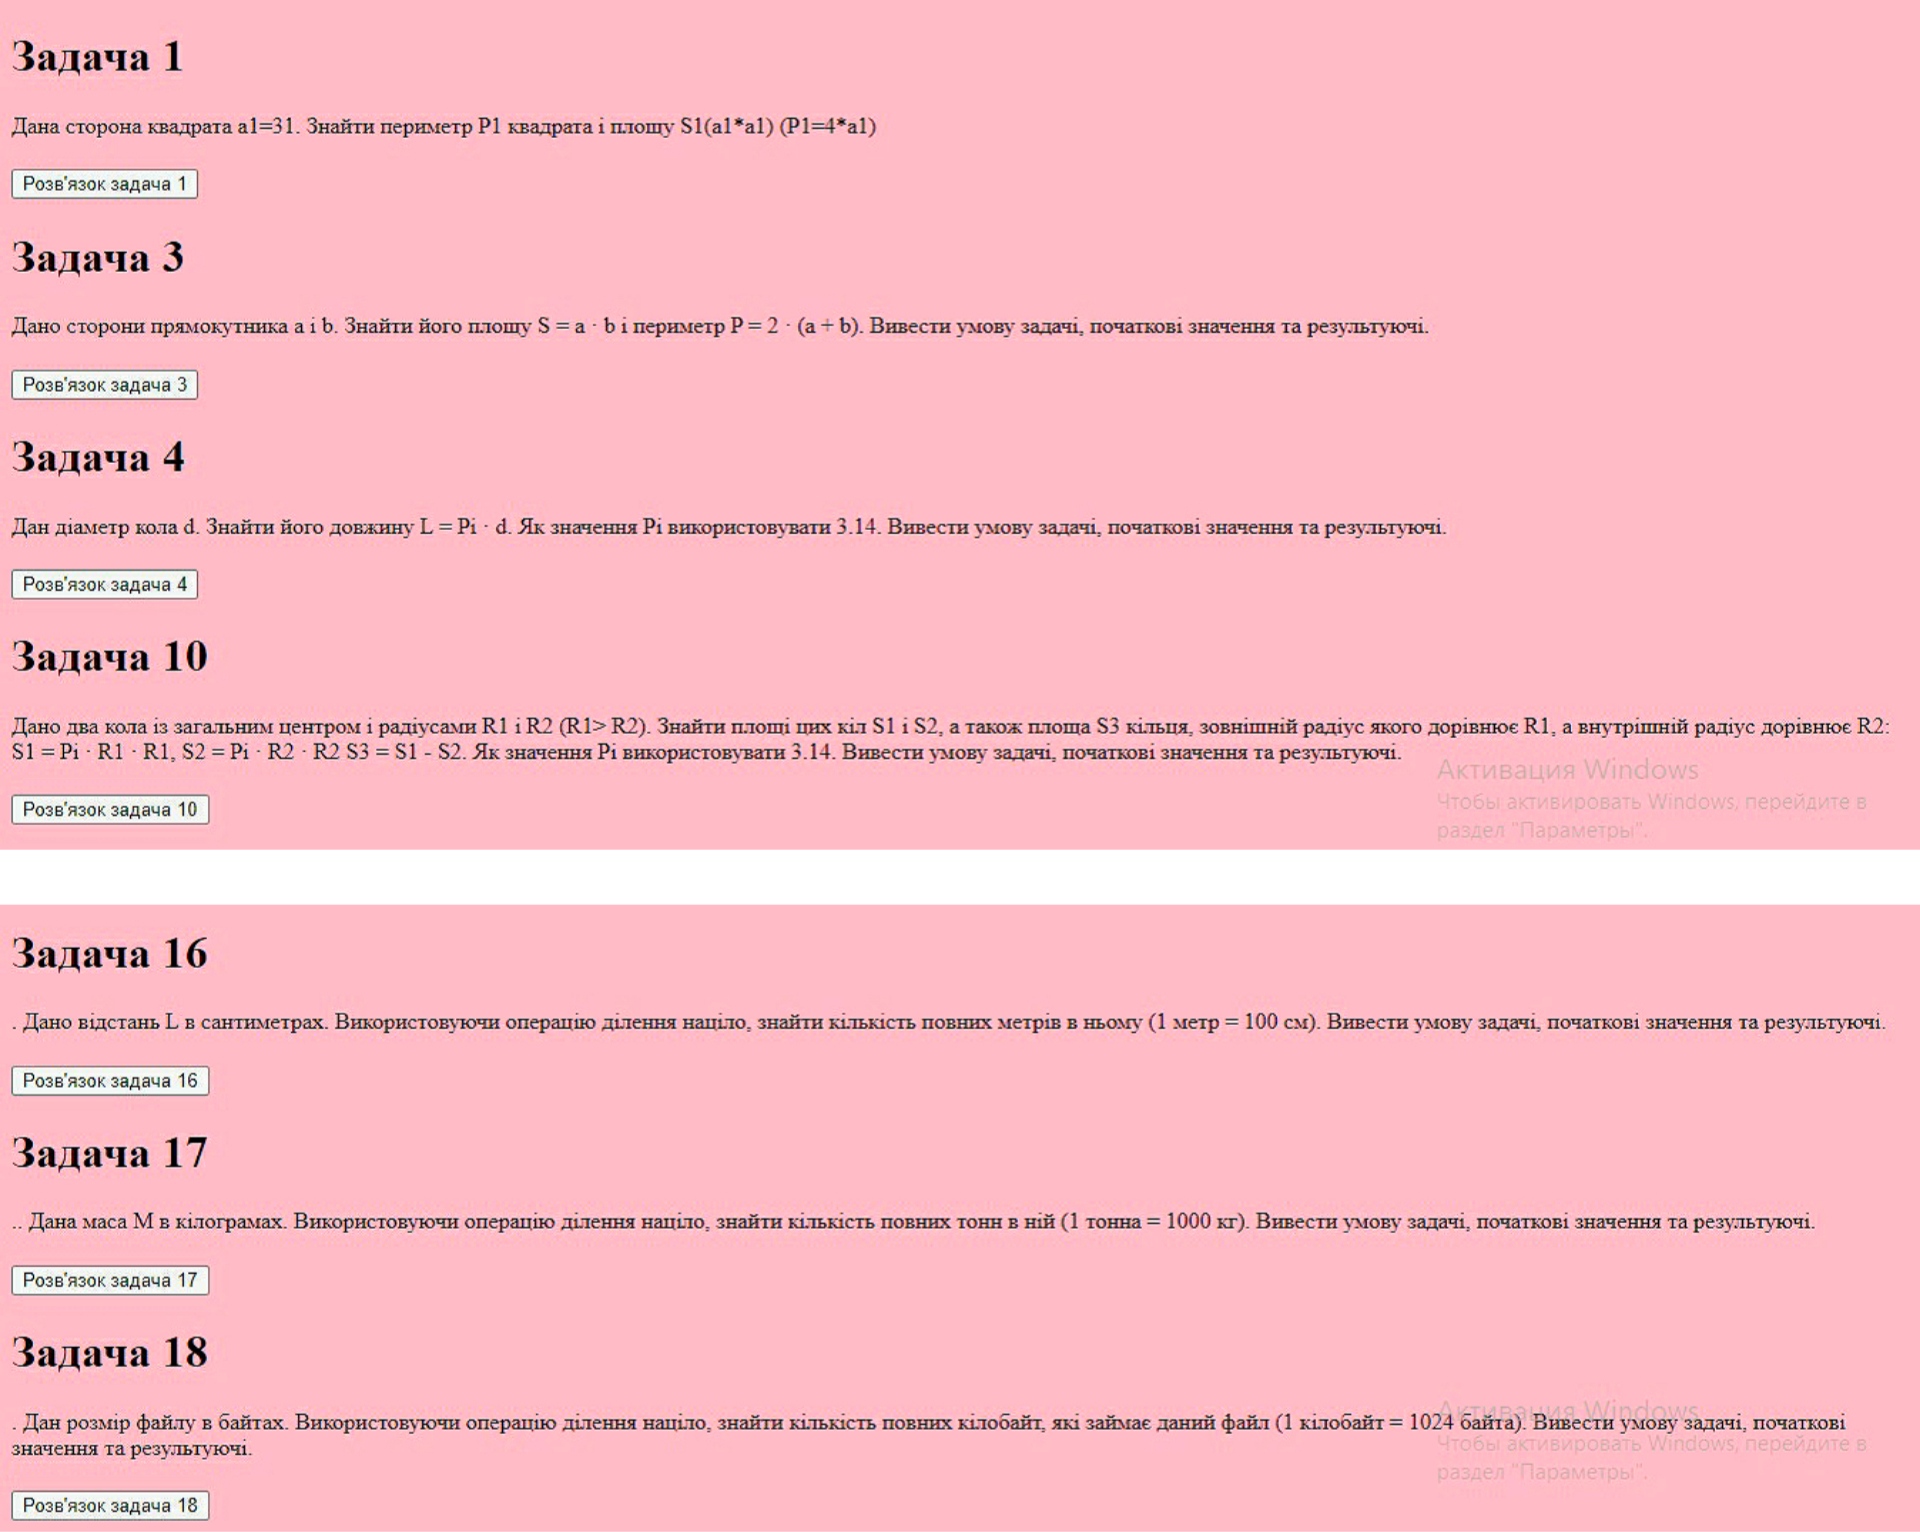 Задача 1
Дана сторона квадрата a1=31. Знайти периметр P1 квадрата і площу S1(a1*a1) (P1=4*a1)
Розв'язок задача 1
Задача 3
Дано сторони прямокутника a і b. Знайти його площу S = a · b і периметр P = 2 · (a + b). Вивести умову задачі, початкові значення та результуючі.
Розв'язок задача 3
Задача 4
Дан діаметр кола d. Знайти його довжину L = Pi · d. Як значення Pi використовувати 3.14. Вивести умову задачі, початкові значення та результуючі.
Розв'язок задача 4
Задача 10
Дано два кола із загальним центром і радіусами R1 і R2 (R1> R2). Знайти площі цих кіл S1 і S2, а також площа S3 кільця, зовнішній радіус якого дорівнює R1, а внутрішній радіус дорівнює R2:
S1 = Pi · R1 · R1, S2 = Pi · R2 · R2 S3 = S1 - S2. Як значення Pi використовувати 3.14. Вивести умову задачі, початкові значення та результуючі.
Активация Windows
Чтобы активировать Windows, перейдите в
раздел "Параметры".
Розв'язок задача 10
Задача 16
. Дано відстань L в сантиметрах. Використовуючи операцію ділення націло, знайти кількість повних метрів в ньому (1 метр = 100 см). Вивести умову задачі, початкові значення та результуючі.
Розв'язок задача 16
Задача 17
.. Дана маса M в кілограмах. Використовуючи операцію ділення націло, знайти кількість повних тонн в ній (1 тонна = 1000 кг). Вивести умову задачі, початкові значення та результуючі.
Розв'язок задача 17
Задача 18
. Дан розмір файлу в байтах. Використовуючи операцію ділення націло, знайти кількість повних кілобайт, які займає даний файл (1 кілобайт = 1024 байта). Вивести умову задачі, початкові
значення та результуючі.
Активация Windows
Чтобы активировать Windows, перейдите в
раздел "Параметры".
Розв'язок задача 18